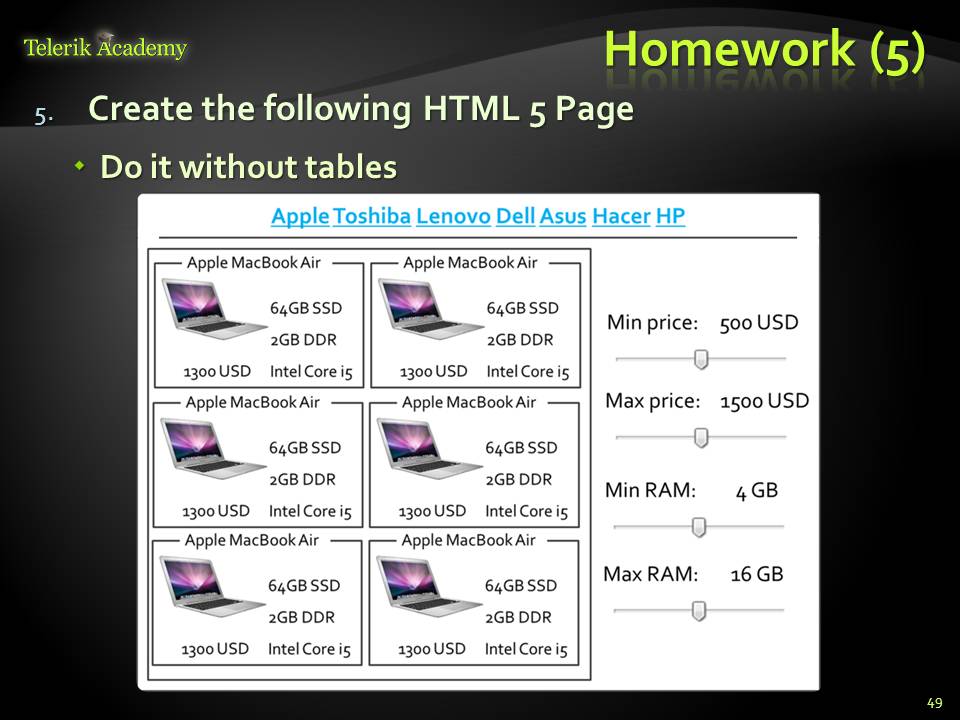 Telerik Academy
Homework (5)
5. Create the following HTML 5 Page
Do it without tables
Apple Toshiba Lenovo Dell Asus Hacer HP
Apple MacBook Air
64GB SSD
2GB DDR
1300 USD Intel Core i5
Apple MacBook Air
64GB SSD
2GB DDR
1300 USD Intel Core i5
Apple MacBook Air
64GB SSD
2GB DDR
1300 USD Intel Core i5
Apple MacBook Air
64GB SSD
2GB DDR
1300 USD Intel Core i5
Apple MacBook Air
64GB SSD
2GB DDR
1300 USD Intel Core i5
Apple MacBook Air
64GB SSD
2GB DDR
1300 USD Intel Core i5
Min price: 500 USD
Max price: 1500 USD
Min RAM: 4 GB
Max RAM: 16 GB
49